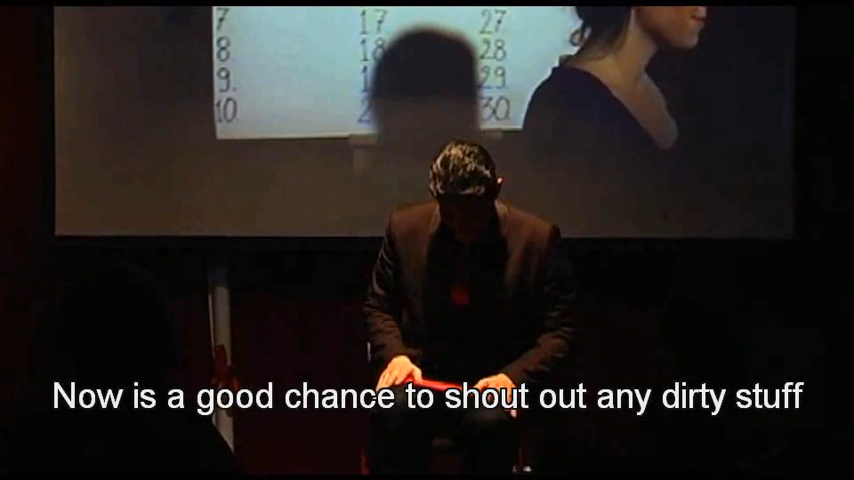 7 17 27
8 18 28
9. 29.
10. 30.
Now is a good chance to shout out any dirty stuff